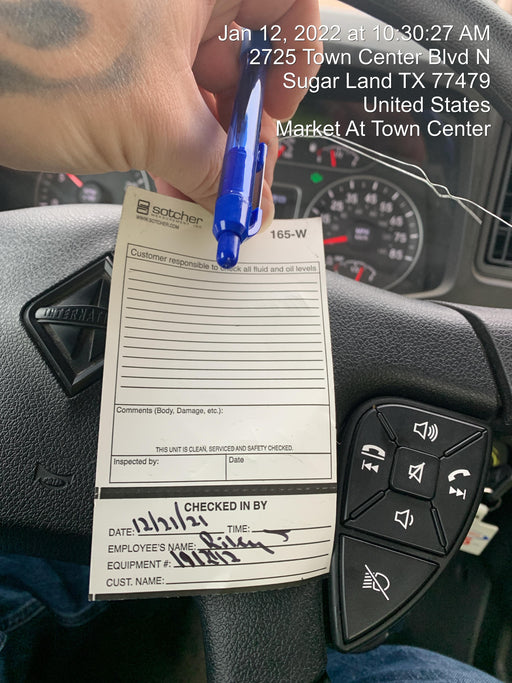 Jan 12, 2022 at 10:30:27 AM
2725 Town Center Blvd N
Sugar Land TX 77479
United States
Market At Town Center
sotcher
WWW.SOTCHER.COM
165-W
Customer responsible to check all fluid and oil levels
Comments (Body, Damage, etc.):
THIS UNIT IS CLEAN, SERVICED AND SAFETY CHECKED.
Inspected by: Date
CHECKED IN BY
DATE: 12/21/21 TIME:
EMPLOYEE'S NAME: Riley J
EQUIPMENT #:
CUST. NAME:
INTERNAT